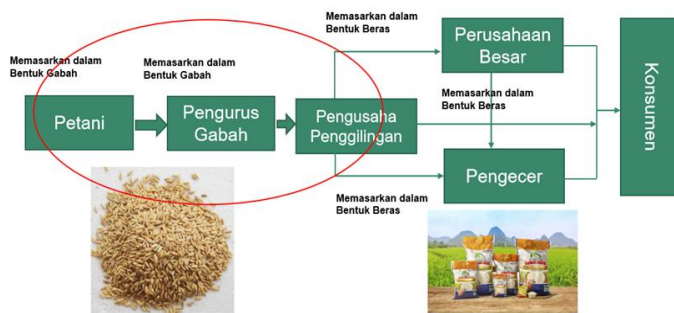 Memasarkan dalam
Bentuk Gabah
Memasarkan dalam
Bentuk Gabah
Memasarkan dalam
Bentuk Beras
Perusahaan
Besar
Konsumen
Petani
Pengurus
Gabah
Pengusaha
Penggilingan
Memasarkan dalam
Bentuk Beras
Pengecer
Memasarkan dalam
Bentuk Beras